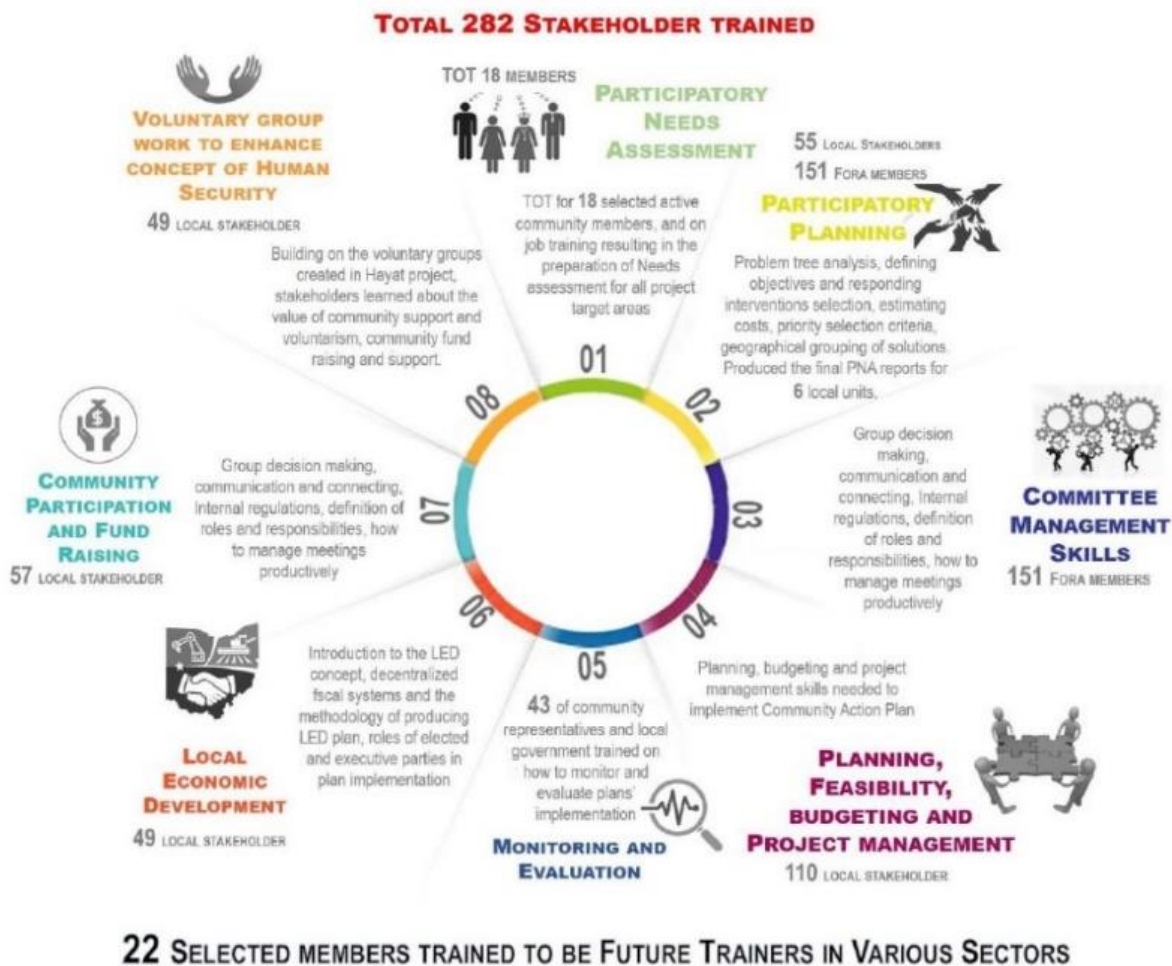 TOTAL 282 STAKEHOLDER TRAINED
TOT 18 MEMBERS
PARTICIPATORY
NEEDS
ASSESSMENT
TOT for 18 selected active
community members, and on
job training resulting in the
preparation of Needs
assessment for all project
target areas
01
55 LOCAL STAKEHOLDERS
151 FORA MEMBERS
PARTICIPATORY
PLANNING
Problem tree analysis, defining
objectives and responding
interventions selection, estimating
costs, priority selection criteria,
geographical grouping of solutions.
Produced the final PNA reports for
6 local units.
02
Group decision
making,
communication and
connecting, Internal
regulations, definition
of roles and
responsibilities, how to
manage meetings
productively
COMMITTEE
MANAGEMENT
SKILLS
151 FORA MEMBERS
03
Planning, budgeting and project
management skills needed to
implement Community Action Plan
PLANNING,
FEASIBILITY,
BUDGETING AND
PROJECT MANAGEMENT
110 LOCAL STAKEHOLDER
04
05
43 of community
representatives and local
government trained on
how to monitor and
evaluate plans'
implementation
MONITORING AND
EVALUATION
06
Introduction to the LED
concept, decentralized
fscal systems and the
methodology of producing
LED plan, roles of elected
and executive parties in
plan implementation
LOCAL
ECONOMIC
DEVELOPMENT
49 LOCAL STAKEHOLDER
07
Group decision making,
communication and connecting,
Internal regulations, definition of
roles and responsibilities, how
to manage meetings
productively
COMMUNITY
PARTICIPATION
AND FUND
RAISING
57 LOCAL STAKEHOLDER
08
VOLUNTARY GROUP
WORK TO ENHANCE
CONCEPT OF HUMAN
SECURITY
49 LOCAL STAKEHOLDER
Building on the voluntary groups
created in Hayat project,
stakeholders learned about the
value of community support and
voluntarism, community fund
raising and support.
22 SELECTED MEMBERS TRAINED TO BE FUTURE TRAINERS IN VARIOUS SECTORS